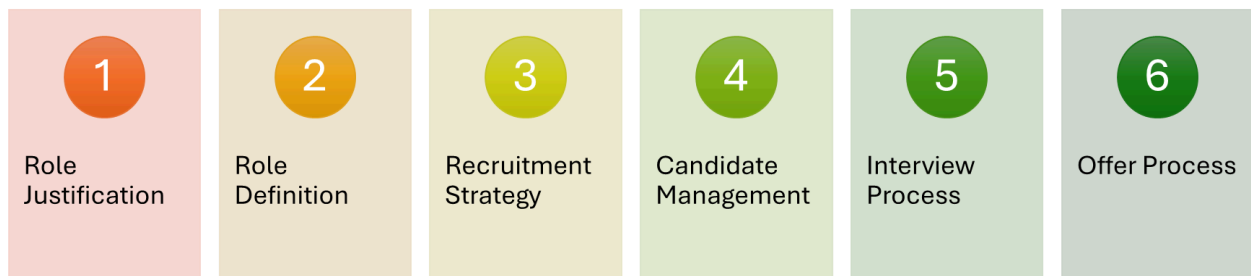 1
Role
Justification
2
Role
Definition
3
Recruitment
Strategy
4
Candidate
Management
5
Interview
Process
6
Offer Process